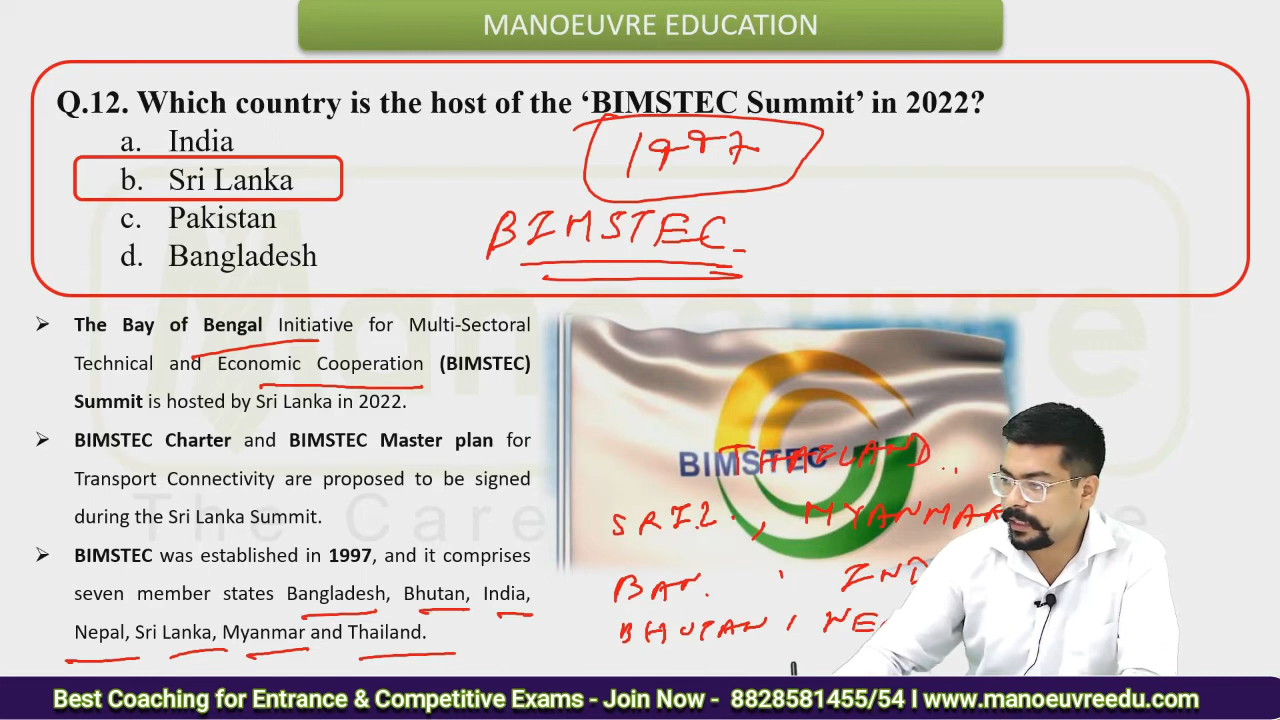 MANOEUVRE EDUCATION
Q.12. Which country is the host of the ‘BIMSTEC Summit’ in 2022?
a. India
b. Sri Lanka
c. Pakistan
d. Bangladesh
1997
BIMSTEC
➢ The Bay of Bengal Initiative for Multi-Sectoral
Technical and Economic Cooperation (BIMSTEC)
Summit is hosted by Sri Lanka in 2022.
➢ BIMSTEC Charter and BIMSTEC Master plan for
Transport Connectivity are proposed to be signed
during the Sri Lanka Summit.
➢ BIMSTEC was established in 1997, and it comprises
seven member states Bangladesh, Bhutan, India,
Nepal, Sri Lanka, Myanmar and Thailand.
BIMSTEC
THAILAND..
SRI L., MYANMAR
BAN. , IND
BHUTAN, NE
Manoeuvre
The Care
Best Coaching for Entrance & Competitive Exams - Join Now - 8828581455/54 I www.manoeuvreedu.com